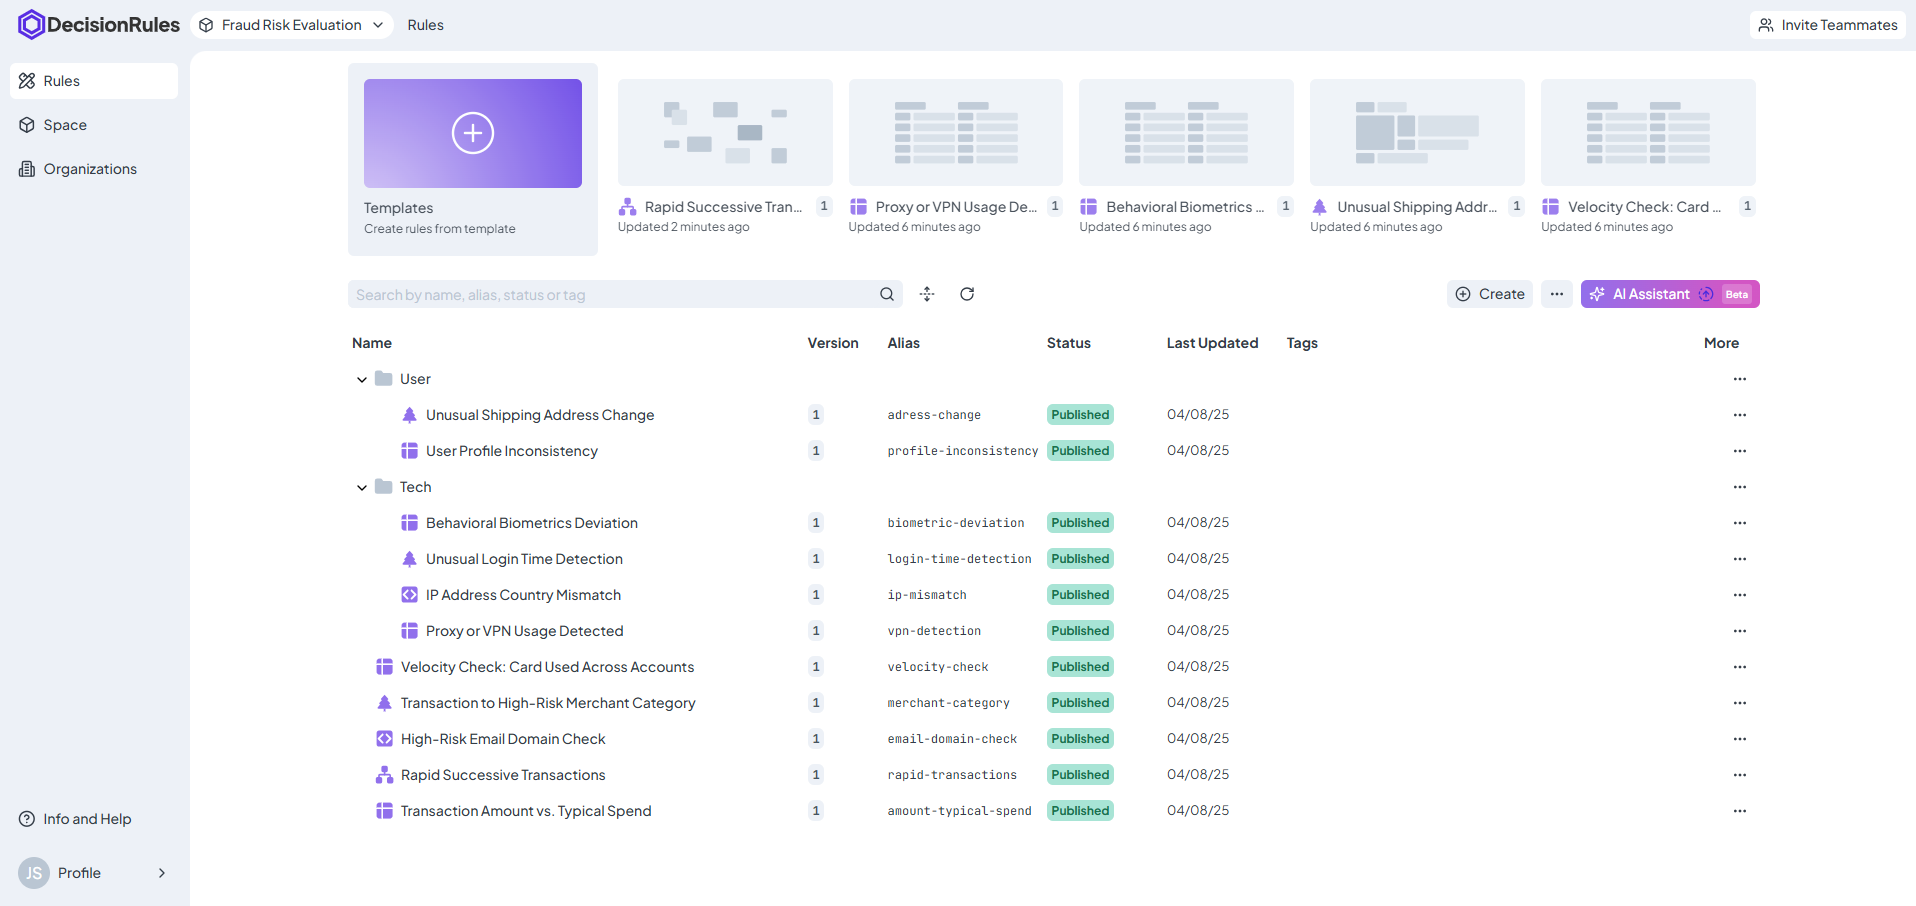 DecisionRules
Fraud Risk Evaluation
Rules
Invite Teammates
Rules
Space
Organizations
Templates
Create rules from template
Rapid Successive Tran... 1
Updated 2 minutes ago
Proxy or VPN Usage De... 1
Updated 6 minutes ago
Behavioral Biometrics ... 1
Updated 6 minutes ago
Unusual Shipping Addr... 1
Updated 6 minutes ago
Velocity Check: Card ... 1
Updated 6 minutes ago
Search by name, alias, status or tag
Create
AI Assistant Beta
Name Version Alias Status Last Updated Tags More
User
Unusual Shipping Address Change 1 adress-change Published 04/08/25
User Profile Inconsistency 1 profile-inconsistency Published 04/08/25
Tech
Behavioral Biometrics Deviation 1 biometric-deviation Published 04/08/25
Unusual Login Time Detection 1 login-time-detection Published 04/08/25
IP Address Country Mismatch 1 ip-mismatch Published 04/08/25
Proxy or VPN Usage Detected 1 vpn-detection Published 04/08/25
Velocity Check: Card Used Across Accounts 1 velocity-check Published 04/08/25
Transaction to High-Risk Merchant Category 1 merchant-category Published 04/08/25
High-Risk Email Domain Check 1 email-domain-check Published 04/08/25
Rapid Successive Transactions 1 rapid-transactions Published 04/08/25
Transaction Amount vs. Typical Spend 1 amount-typical-spend Published 04/08/25
Info and Help
JS Profile